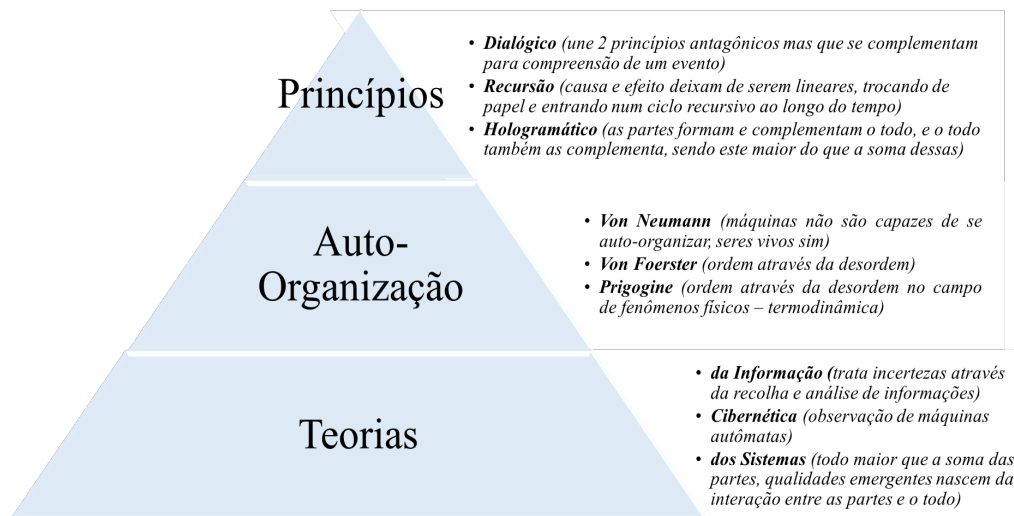 Princípios
• Dialógico (une 2 princípios antagônicos mas que se complementam
para compreensão de um evento)
• Recursão (causa e efeito deixam de serem lineares, trocando de
papel e entrando num ciclo recursivo ao longo do tempo)
• Hologramático (as partes formam e complementam o todo, e o todo
também as complementa, sendo este maior do que a soma dessas)
Auto-
Organização
• Von Neumann (máquinas não são capazes de se
auto-organizar, seres vivos sim)
• Von Foerster (ordem através da desordem)
• Prigogine (ordem através da desordem no campo
de fenômenos físicos – termodinâmica)
Teorias
• da Informação (trata incertezas através
da recolha e análise de informações)
• Cibernética (observação de máquinas
autômatas)
• dos Sistemas (todo maior que a soma das
partes, qualidades emergentes nascem da
interação entre as partes e o todo)